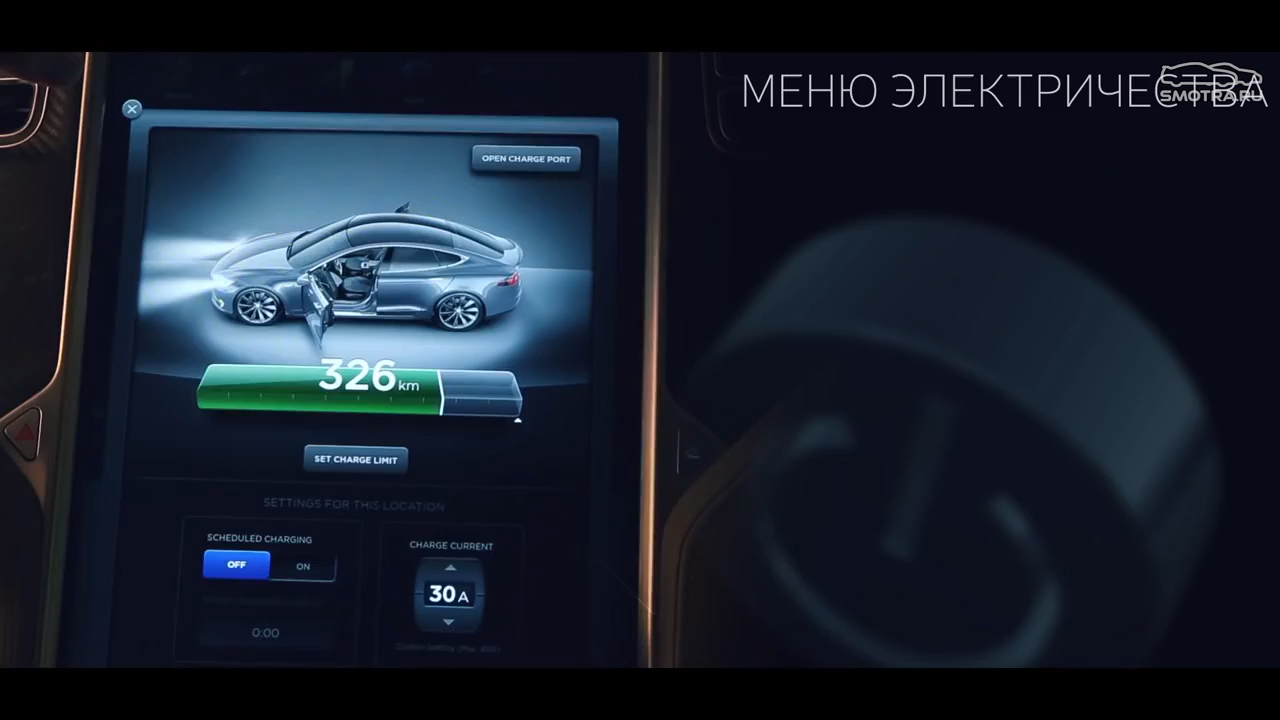 МЕНЮ ЭЛЕКТРИЧЕСТВА
SMOTRA.RU
OPEN CHARGE PORT
326 km
SET CHARGE LIMIT
SETTINGS FOR THIS LOCATION
SCHEDULED CHARGING
OFF ON
0:00
CHARGE CURRENT
30 A